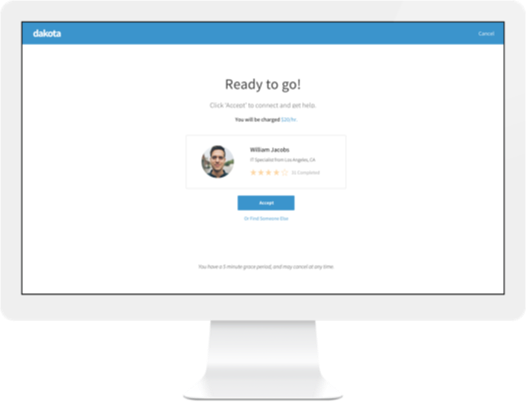 dakota
Cancel
Ready to go!
Click 'Accept' to connect and get help.
You will be charged $20/hr.
William Jacobs
IT Specialist from Los Angeles, CA
31 Completed
Accept
Or Find Someone Else
You have a 5 minute grace period, and may cancel at any time